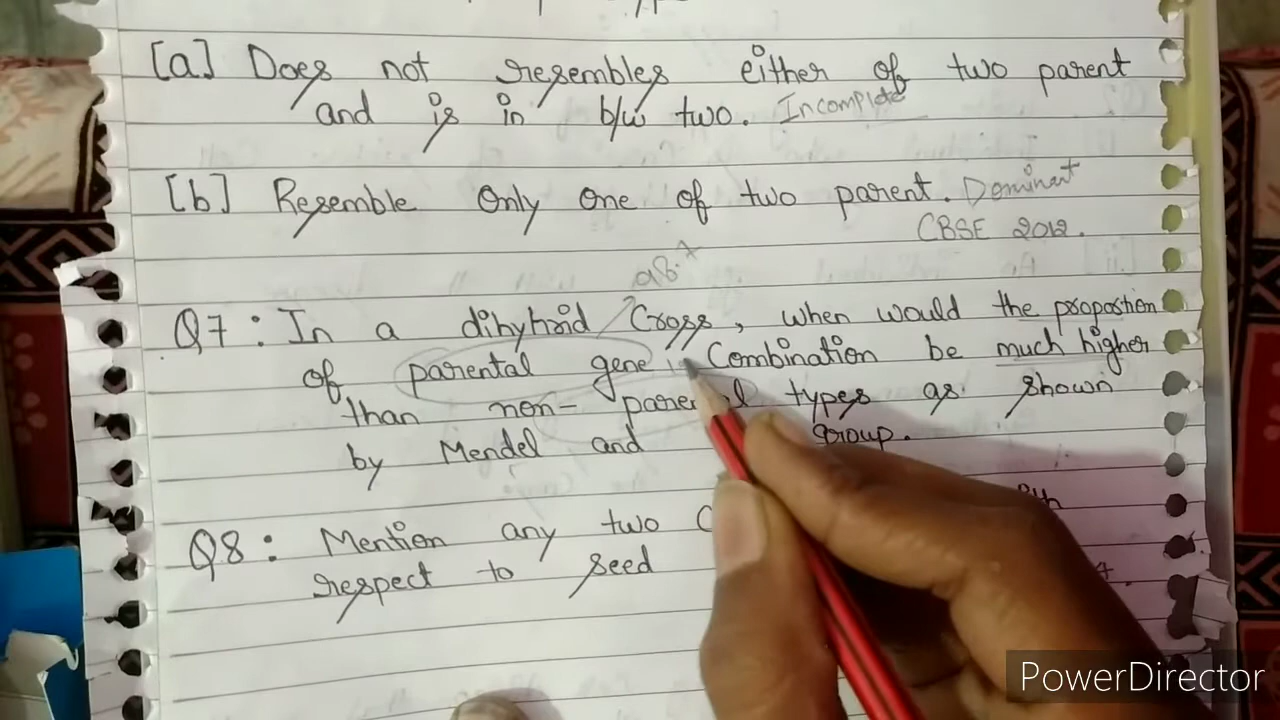 [a] Does not resembles either of two parent
and is in b/w two. Incomplete
[b] Resemble Only one of two parent. Dominant
CBSE 2012.
Q7: In a dihybrid Cross, when would the proportion
of parental gene Combination be much higher
than non- types as shown
by Mendel and group.
Q8: Mention any two
respect to seed
PowerDirector